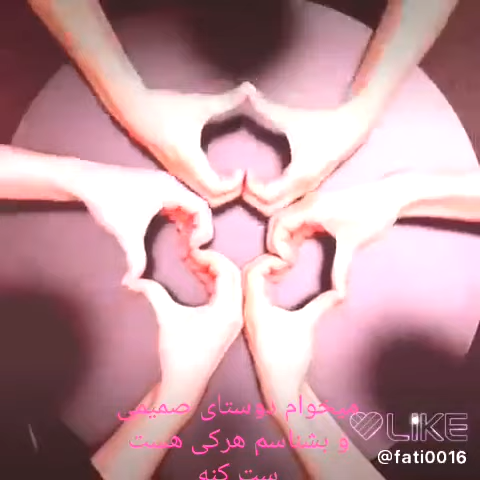 میخوام دوستای صمیمی
و بشناسم هرکی هست
ست کنه
LIKE
@fati0016